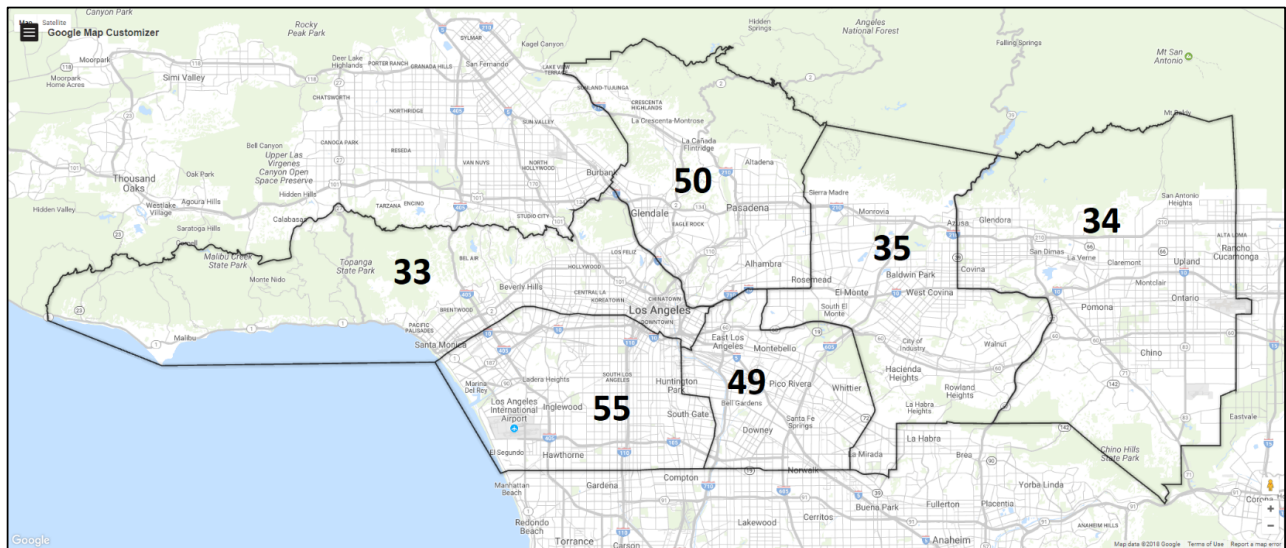 Map Satellite
Google Map Customizer
Canyon Park
Rocky Peak Park
SYLMAR
Kagel Canyon
Hidden Springs
Angeles National Forest
Falling Springs
Mt San Antonio
Moorpark
Moorpark Home Acres
Simi Valley
Deer Lake Highlands
PORTER RANCH
GRANADA HILLS
San Fernando
LAKE VIEW TERRACE
SUNLAND-TUJUNGA
CRESCENTA HIGHLANDS
CHATSWORTH
NORTHRIDGE
SUN VALLEY
La Crescenta-Montrose
La Cañada Flintridge
Mt Baldy
Bell Canyon
CANOGA PARK
RESEDA
VAN NUYS
NORTH HOLLYWOOD
Burbank
50
Altadena
Upper Las Virgenes Canyon Open Space Preserve
Thousand Oaks
Oak Park
Westlake Village
Agoura Hills
Hidden Hills
Hidden Valley
Calabasas
TARZANA
ENCINO
STUDIO CITY
Glendale
Pasadena
EAGLE ROCK
Sierra Madre
Monrovia
Azusa
Glendora
San Antonio Heights
34
Saratoga Hills
Malibu Creek State Park
Topanga State Park
33
BEL AIR
LOS FELIZ
HOLLYWOOD
35
San Dimas
La Verne
Claremont
Upland
ALTA LOMA
Rancho Cucamonga
Monte Nido
Beverly Hills
CENTRAL LA
KOREATOWN
CHINATOWN
Alhambra
Rosemead
Baldwin Park
Covina
Montclair
Ontario
Malibu
PACIFIC PALISADES
BRENTWOOD
Santa Monica
Los Angeles
DOWNTOWN
El Monte
South El Monte
West Covina
Pomona
East Los Angeles
Montebello
City of Industry
Walnut
Chino
Marina Del Rey
Ladera Heights
SOUTH LOS ANGELES
Huntington Park
49
Pico Rivera
Whittier
Hacienda Heights
Rowland Heights
Los Angeles International Airport
Inglewood
55
South Gate
Bell Gardens
Santa Fe Springs
La Habra Heights
Eastvale
El Segundo
Hawthorne
Downey
La Mirada
La Habra
Brea
Chino Hills State Park
Manhattan Beach
Gardena
Compton
Norwalk
Yorba Linda
Redondo Beach
Buena Park
Fullerton
Placentia
Cerritos
Lakewood
Torrance
Carson
Anaheim
ANAHEIM HILLS
Google
Map data ©2018 Google
Terms of Use
Report a map error